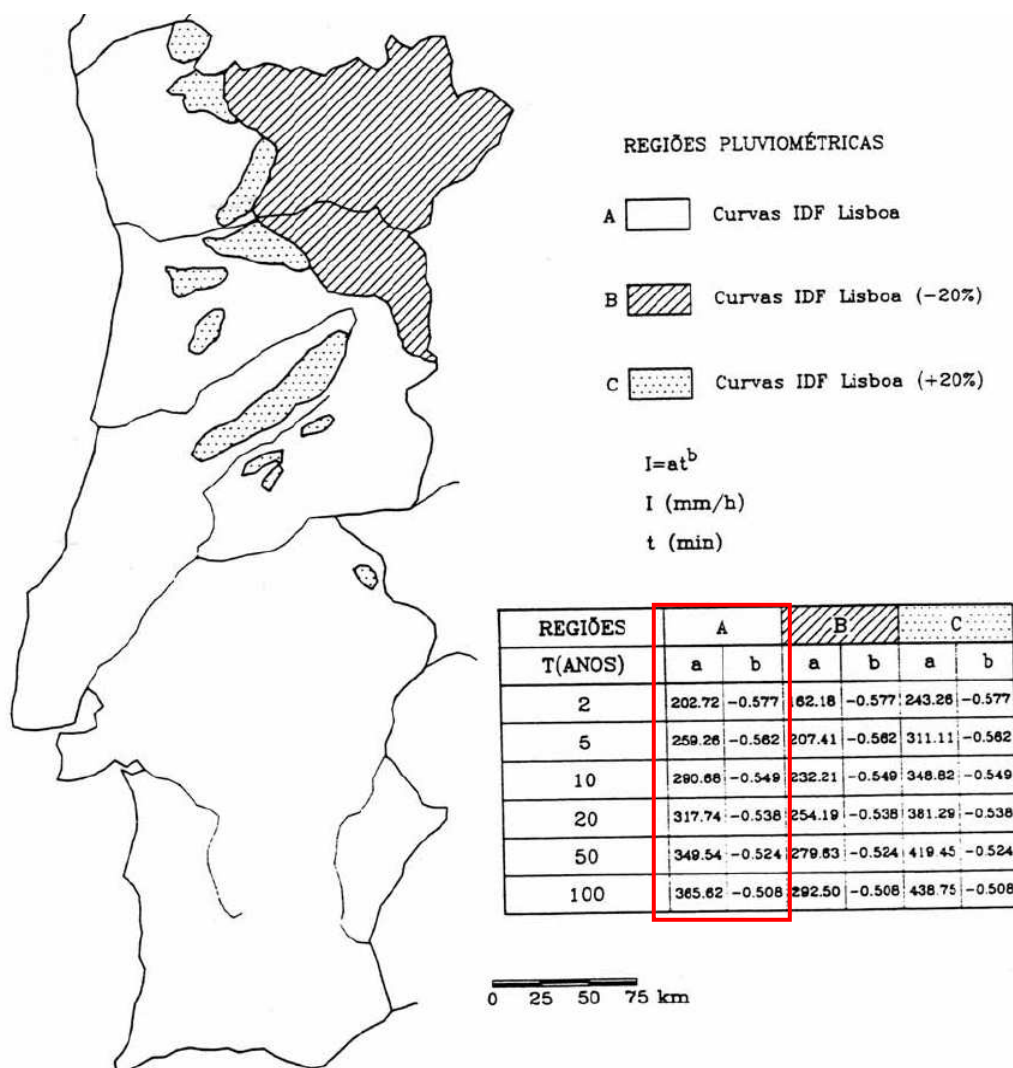 REGIÕES PLUVIOMÉTRICAS
A Curvas IDF Lisboa
B Curvas IDF Lisboa (-20%)
C Curvas IDF Lisboa (+20%)
I=at^b
I (mm/h)
t (min)
REGIÕES A B C
T(ANOS) a b a b a b
2 202.72 -0.577 162.18 -0.577 243.26 -0.577
5 259.26 -0.562 207.41 -0.562 311.11 -0.562
10 290.68 -0.549 232.21 -0.549 348.82 -0.549
20 317.74 -0.538 254.19 -0.538 381.29 -0.538
50 349.54 -0.524 279.63 -0.524 419.45 -0.524
100 365.62 -0.508 292.50 -0.508 438.75 -0.508
0 25 50 75 km